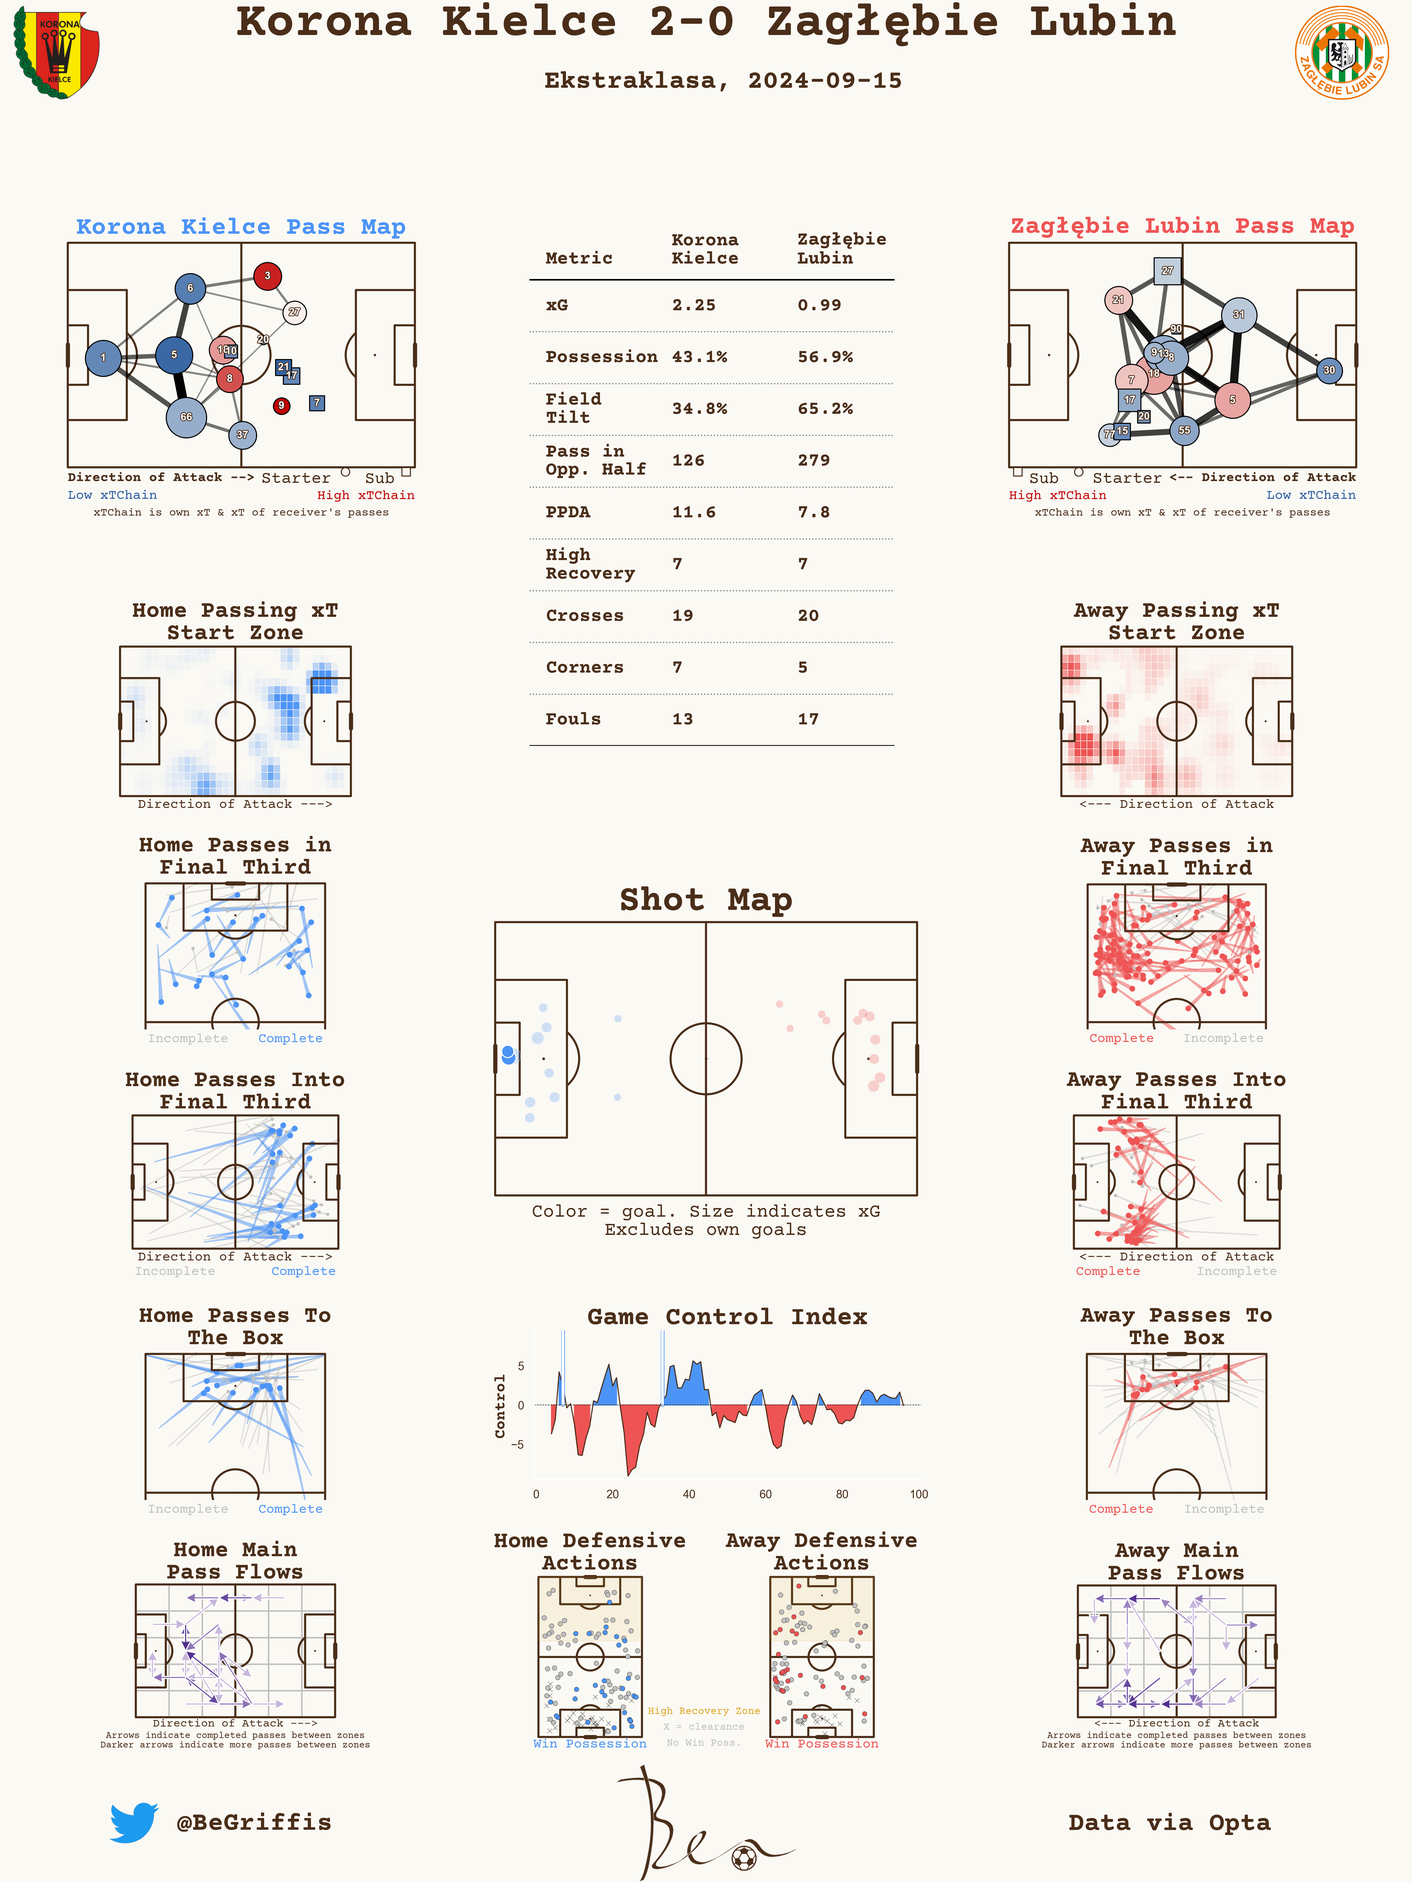 Korona Kielce 2-0 Zagłębie Lubin
Ekstraklasa, 2024-09-15
KORONA
KIELCE
ZAGŁĘBIE LUBIN SA
Korona Kielce Pass Map
6
3
27
1
5
10
20
8
21
17
66
9
7
37
Direction of Attack --> Starter Sub
Low xTChain High xTChain
xTChain is own xT & xT of receiver's passes
Metric Korona Kielce Zagłębie Lubin
xG 2.25 0.99
Possession 43.1% 56.9%
Field Tilt 34.8% 65.2%
Pass in Opp. Half 126 279
PPDA 11.6 7.8
High Recovery 7 7
Crosses 19 20
Corners 7 5
Fouls 13 17
Zagłębie Lubin Pass Map
27
21
31
90
9
13
8
30
7
18
17
5
20
77
15
55
Sub Starter <-- Direction of Attack
High xTChain Low xTChain
xTChain is own xT & xT of receiver's passes
Home Passing xT
Start Zone
Direction of Attack --->
Away Passing xT
Start Zone
<--- Direction of Attack
Home Passes in
Final Third
Incomplete Complete
Away Passes in
Final Third
Complete Incomplete
Shot Map
Color = goal. Size indicates xG
Excludes own goals
Home Passes Into
Final Third
Direction of Attack --->
Incomplete Complete
Away Passes Into
Final Third
<--- Direction of Attack
Complete Incomplete
Home Passes To
The Box
Incomplete Complete
Game Control Index
Control
5
0
−5
0 20 40 60 80 100
Away Passes To
The Box
Complete Incomplete
Home Main
Pass Flows
Direction of Attack --->
Arrows indicate completed passes between zones
Darker arrows indicate more passes between zones
Home Defensive
Actions
Win Possession
High Recovery Zone
X = clearance
No Win Poss.
Away Defensive
Actions
Win Possession
Away Main
Pass Flows
<--- Direction of Attack
Arrows indicate completed passes between zones
Darker arrows indicate more passes between zones
@BeGriffis
Ben
Data via Opta